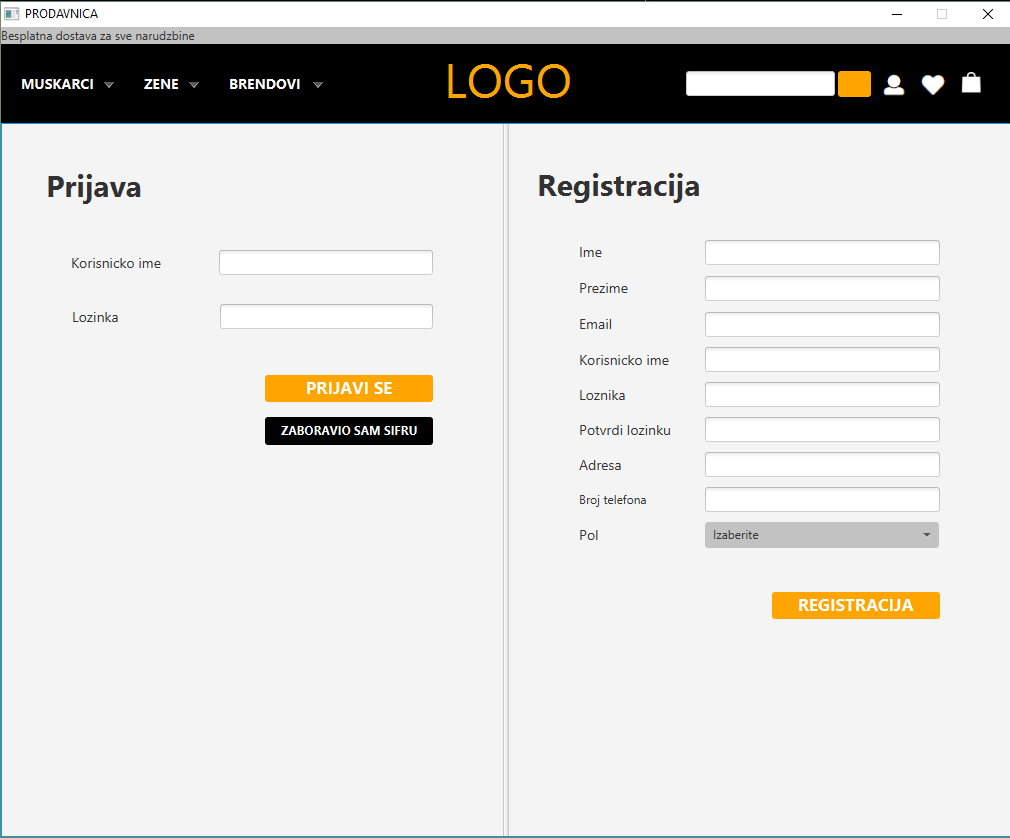 PRODAVNICA
Besplatna dostava za sve narudzbine
MUSKARCI ZENE BRENDOVI LOGO
Prijava
Korisnicko ime
Lozinka
PRIJAVI SE
ZABORAVIO SAM SIFRU
Registracija
Ime
Prezime
Email
Korisnicko ime
Loznika
Potvrdi lozinku
Adresa
Broj telefona
Pol Izaberite
REGISTRACIJA